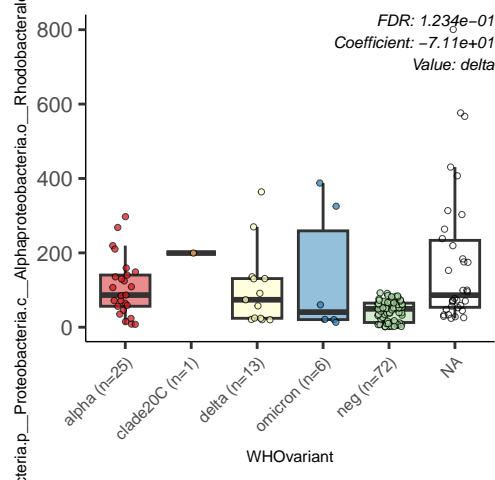 FDR: 1.234e−01
Coefficient: −7.11e+01
Value: delta
cteria.p__Proteobacteria.c__Alphaproteobacteria.o__Rhodobacterale
800
600
400
200
0
alpha (n=25)
clade20C (n=1)
delta (n=13)
omicron (n=6)
neg (n=72)
NA
WHOvariant